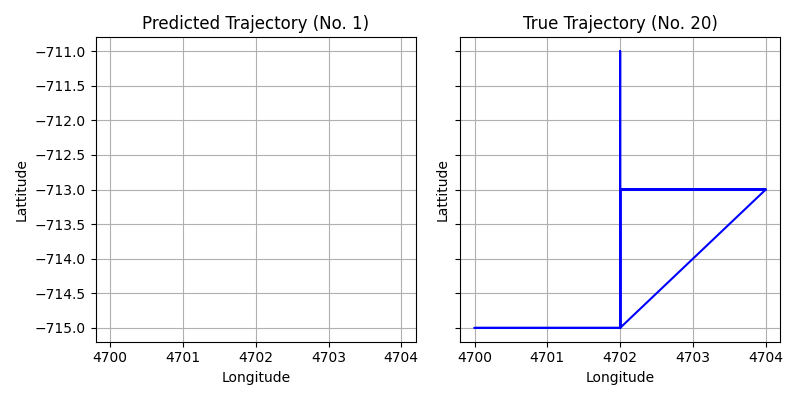 Predicted Trajectory (No. 1)
Lattitude
−711.0
−711.5
−712.0
−712.5
−713.0
−713.5
−714.0
−714.5
−715.0
4700 4701 4702 4703 4704
Longitude
True Trajectory (No. 20)
Lattitude
4700 4701 4702 4703 4704
Longitude